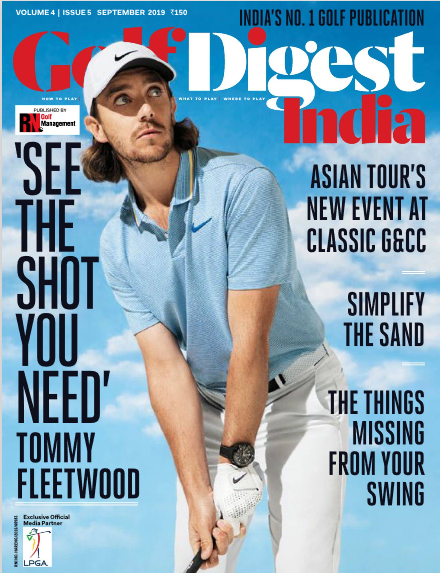 VOLUME 4 | ISSUE 5 SEPTEMBER 2019 ₹150
INDIA'S NO. 1 GOLF PUBLICATION
Golf Digest
HOW TO PLAY WHAT TO PLAY WHERE TO PLAY
India
PUBLISHED BY
RN Golf
Management
'SEE
THE
SHOT
YOU
NEED'
TOMMY
FLEETWOOD
ASIAN TOUR'S
NEW EVENT AT
CLASSIC G&CC
SIMPLIFY
THE SAND
THE THINGS
MISSING
FROM YOUR
SWING
Exclusive Official
Media Partner
LPGA